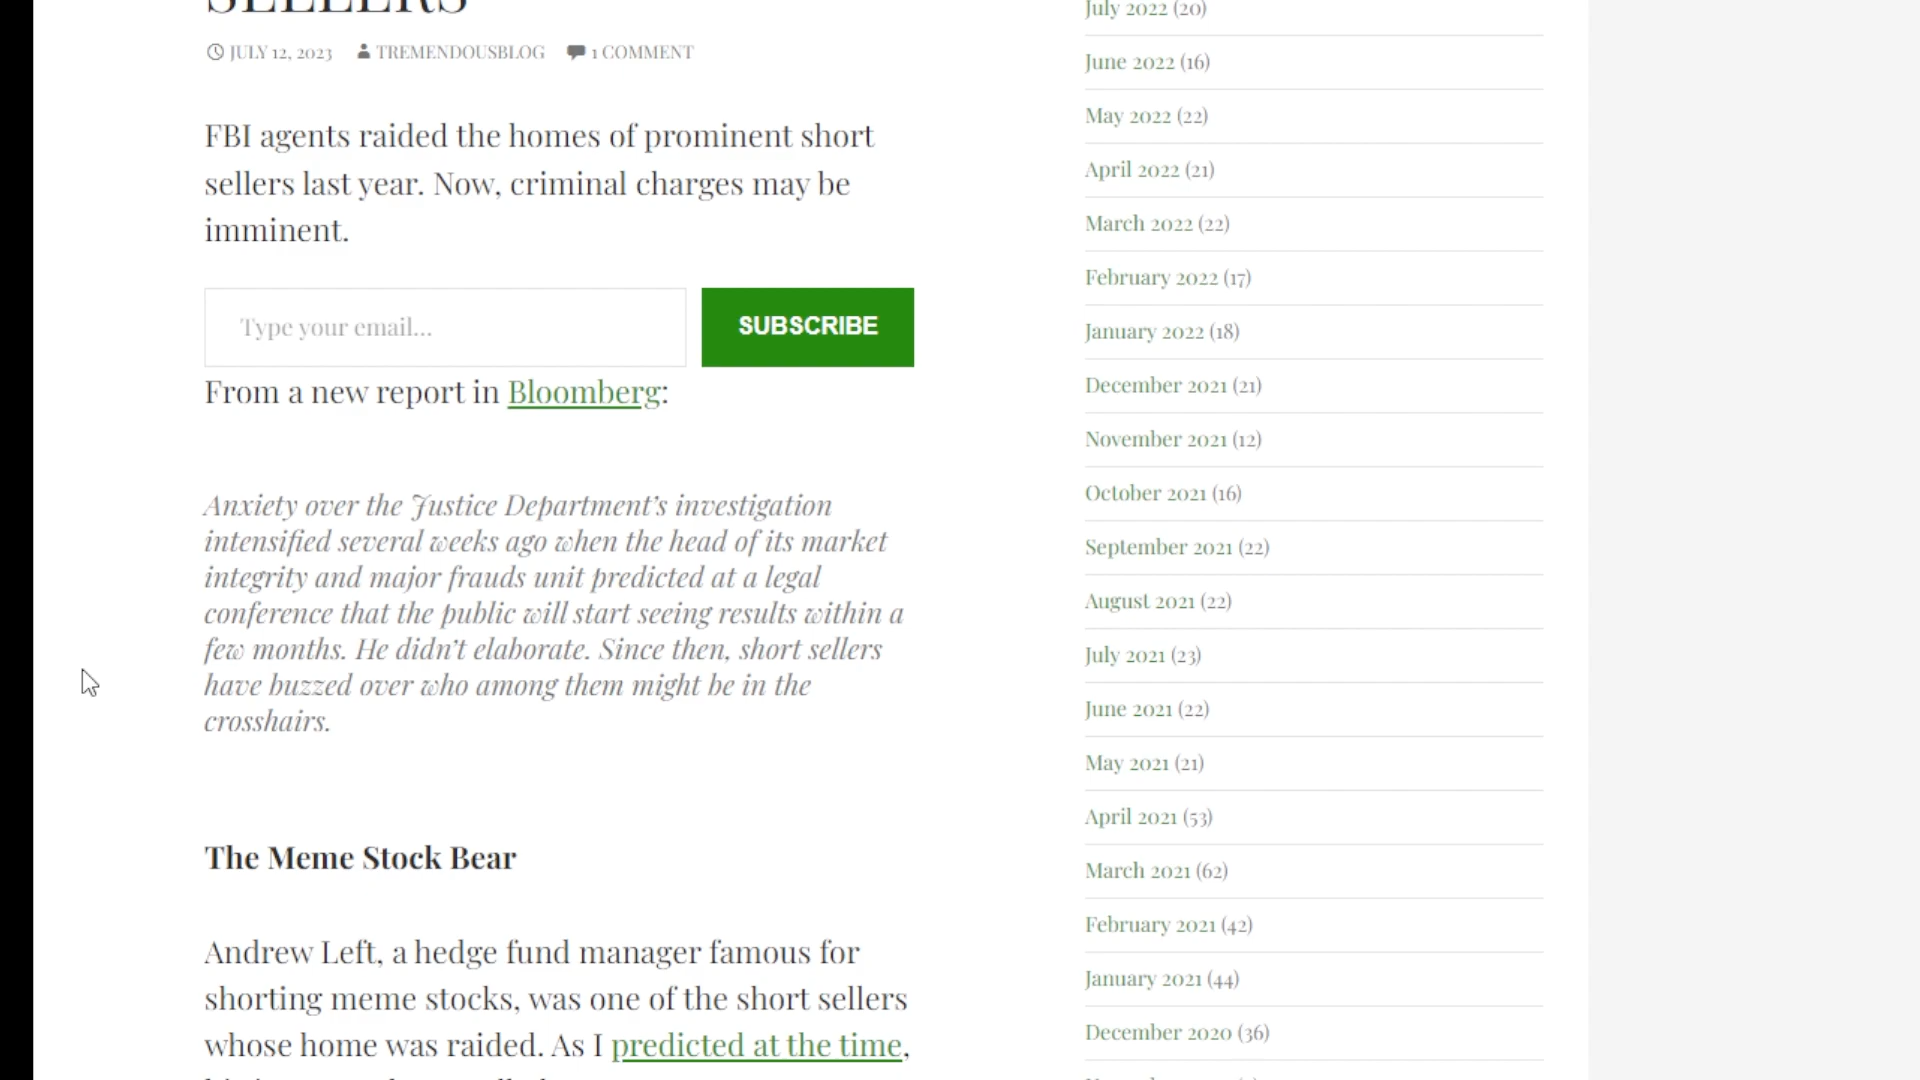 SELLERS
JULY 12, 2023 TREMENDOUSBLOG 1 COMMENT
FBI agents raided the homes of prominent short
sellers last year. Now, criminal charges may be
imminent.
Type your email...
SUBSCRIBE
From a new report in Bloomberg:
Anxiety over the Justice Department’s investigation
intensified several weeks ago when the head of its market
integrity and major frauds unit predicted at a legal
conference that the public will start seeing results within a
few months. He didn’t elaborate. Since then, short sellers
have buzzed over who among them might be in the
crosshairs.
The Meme Stock Bear
Andrew Left, a hedge fund manager famous for
shorting meme stocks, was one of the short sellers
whose home was raided. As I predicted at the time,
July 2022 (20)
June 2022 (16)
May 2022 (22)
April 2022 (21)
March 2022 (22)
February 2022 (17)
January 2022 (18)
December 2021 (21)
November 2021 (12)
October 2021 (16)
September 2021 (22)
August 2021 (22)
July 2021 (23)
June 2021 (22)
May 2021 (21)
April 2021 (53)
March 2021 (62)
February 2021 (42)
January 2021 (44)
December 2020 (36)